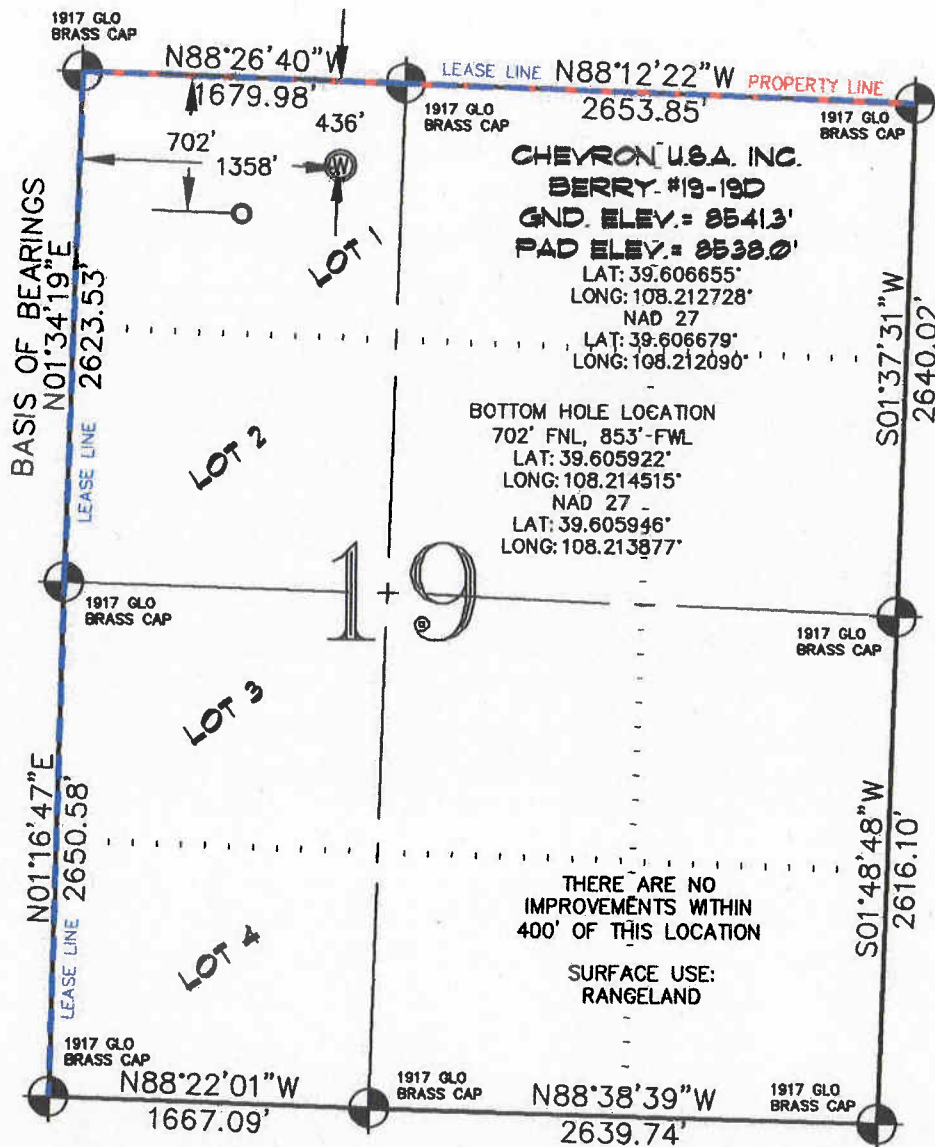 1917 GLO
BRASS CAP
N88°26'40"W
1679.98'
LEASE LINE
N88°12'22"W
2653.85'
PROPERTY LINE
1917 GLO
BRASS CAP
1917 GLO
BRASS CAP
702'
436'
1358'
W
LOT 1
CHEVRON U.S.A. INC.
BERRY #19-19D
GND. ELEV.= 8541.3'
PAD ELEV.= 8538.0'
LAT: 39.606655°
LONG: 108.212728°
NAD 27
LAT: 39.606679°
LONG: 108.212090°
BASIS OF BEARINGS
N01°34'19"E
2623.53'
LEASE LINE
S01°37'31"W
2640.02'
LOT 2
BOTTOM HOLE LOCATION
702' FNL, 853' FWL
LAT: 39.605922°
LONG: 108.214515°
NAD 27
LAT: 39.605946°
LONG: 108.213877°
19
1917 GLO
BRASS CAP
1917 GLO
BRASS CAP
LOT 3
N01°16'47"E
2650.58'
LEASE LINE
S01°48'48"W
2616.10'
LOT 4
THERE ARE NO
IMPROVEMENTS WITHIN
400' OF THIS LOCATION
SURFACE USE:
RANGELAND
1917 GLO
BRASS CAP
N88°22'01"W
1667.09'
1917 GLO
BRASS CAP
N88°38'39"W
2639.74'
1917 GLO
BRASS CAP